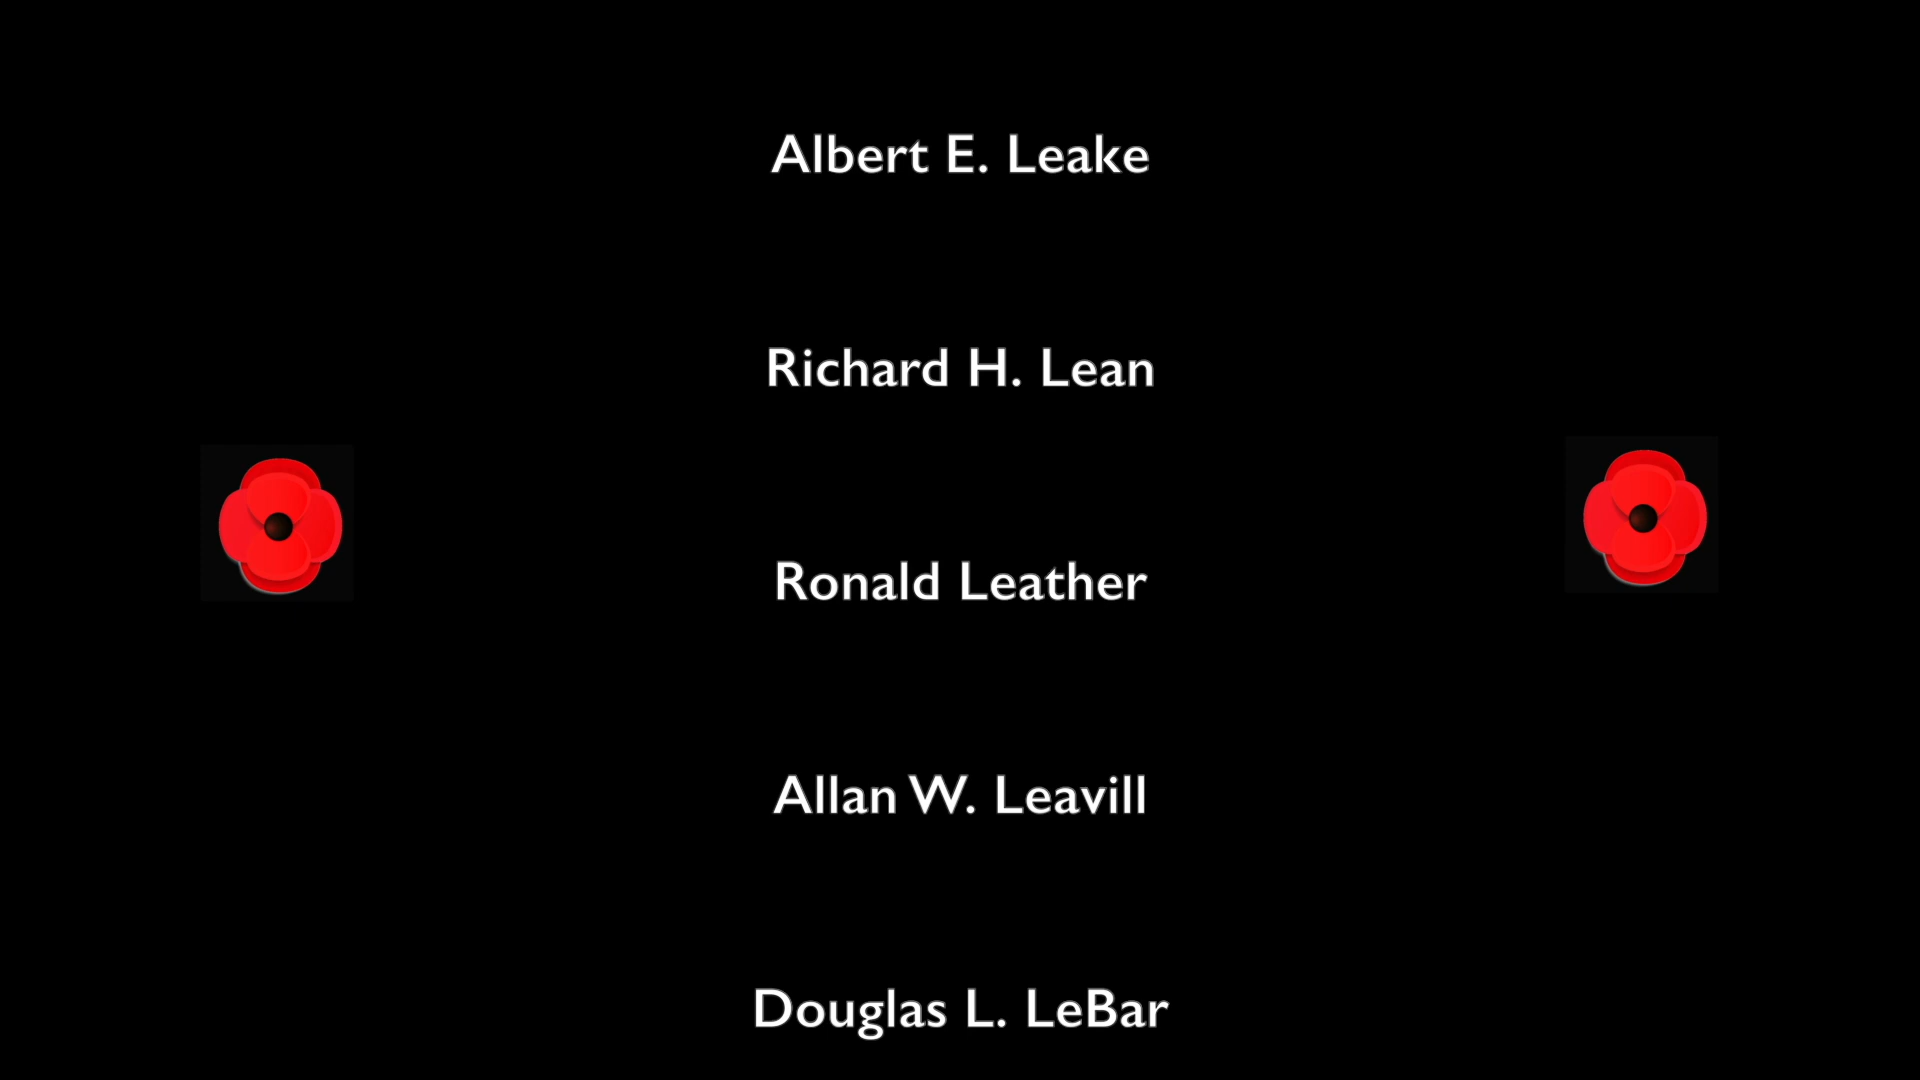 Albert E. Leake
Richard H. Lean
Ronald Leather
Allan W. Leavill
Douglas L. LeBar